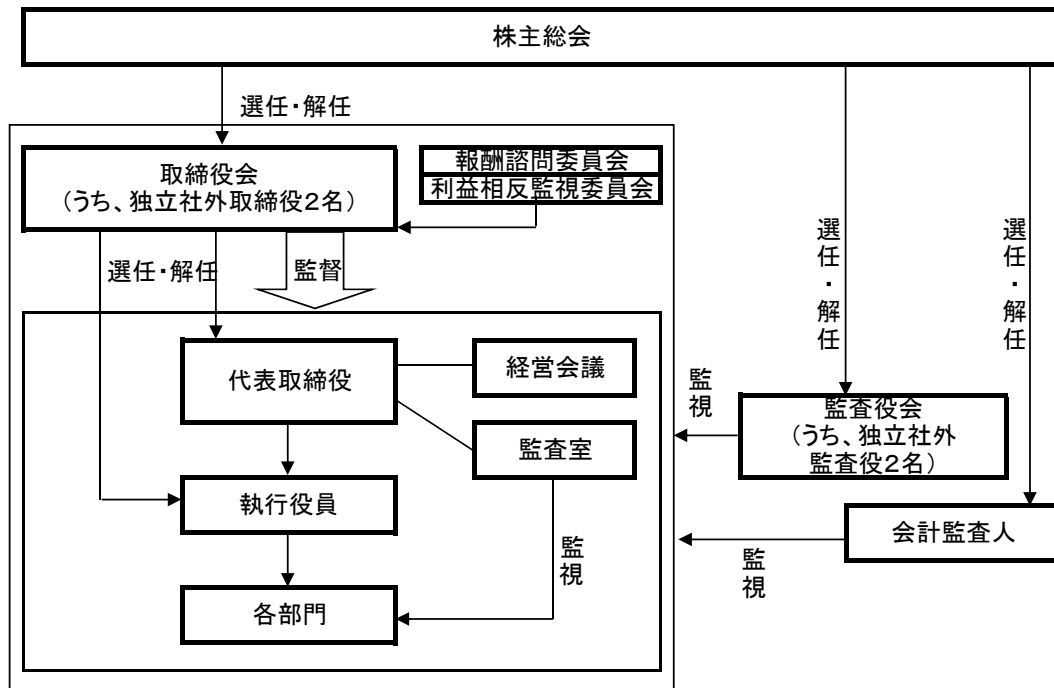 株主総会
選任・解任
取締役会
(うち、独立社外取締役2名)
報酬諮問委員会
利益相反監視委員会
選任・解任
監督
選任・解任
選任・解任
代表取締役
経営会議
監査室
監視
監査役会
(うち、独立社外
監査役2名)
執行役員
会計監査人
監視
監視
各部門